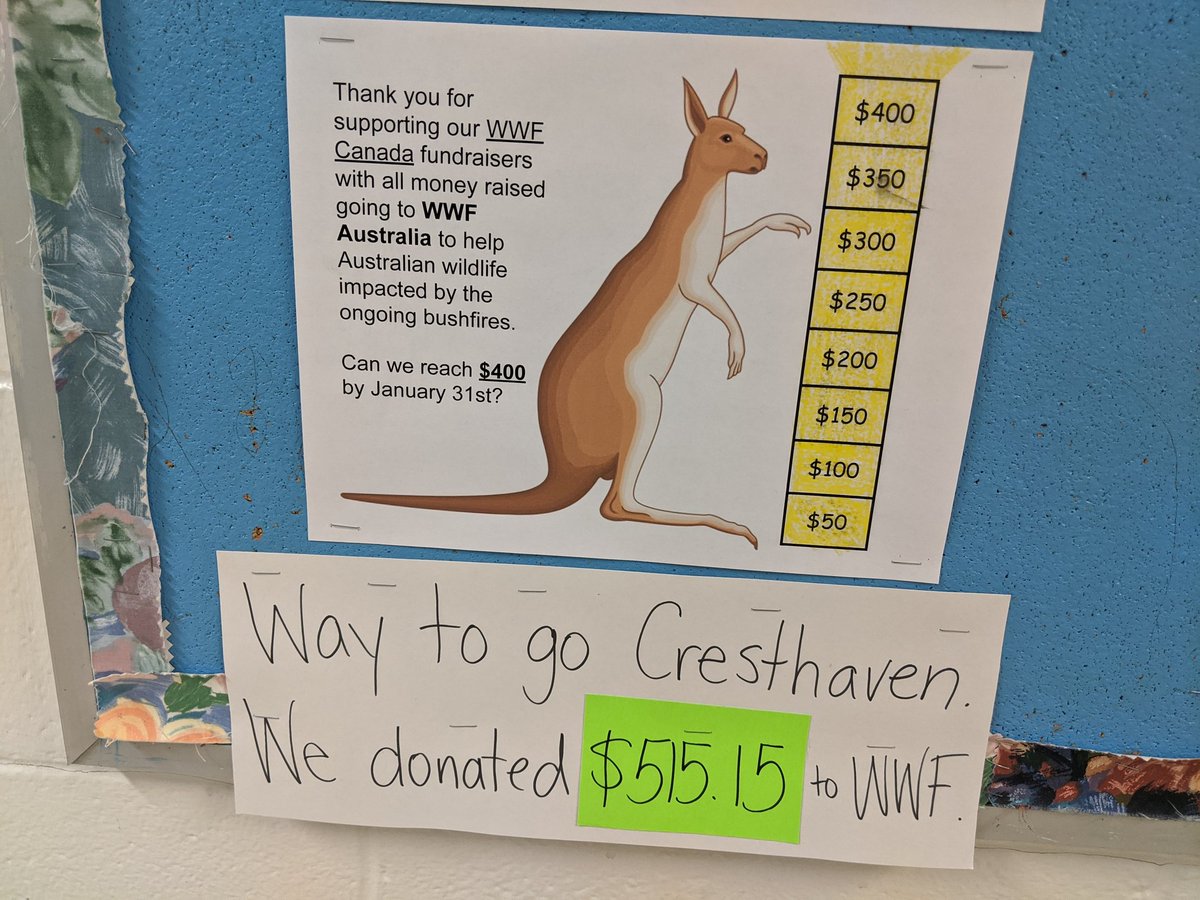 Thank you for
supporting our WWF
Canada fundraisers
with all money raised
going to WWF
Australia to help
Australian wildlife
impacted by the
ongoing bushfires.
Can we reach $400
by January 31st?
$400
$350
$300
$250
$200
$150
$100
$50
Way to go Cresthaven.
We donated $515.15 to WWF.